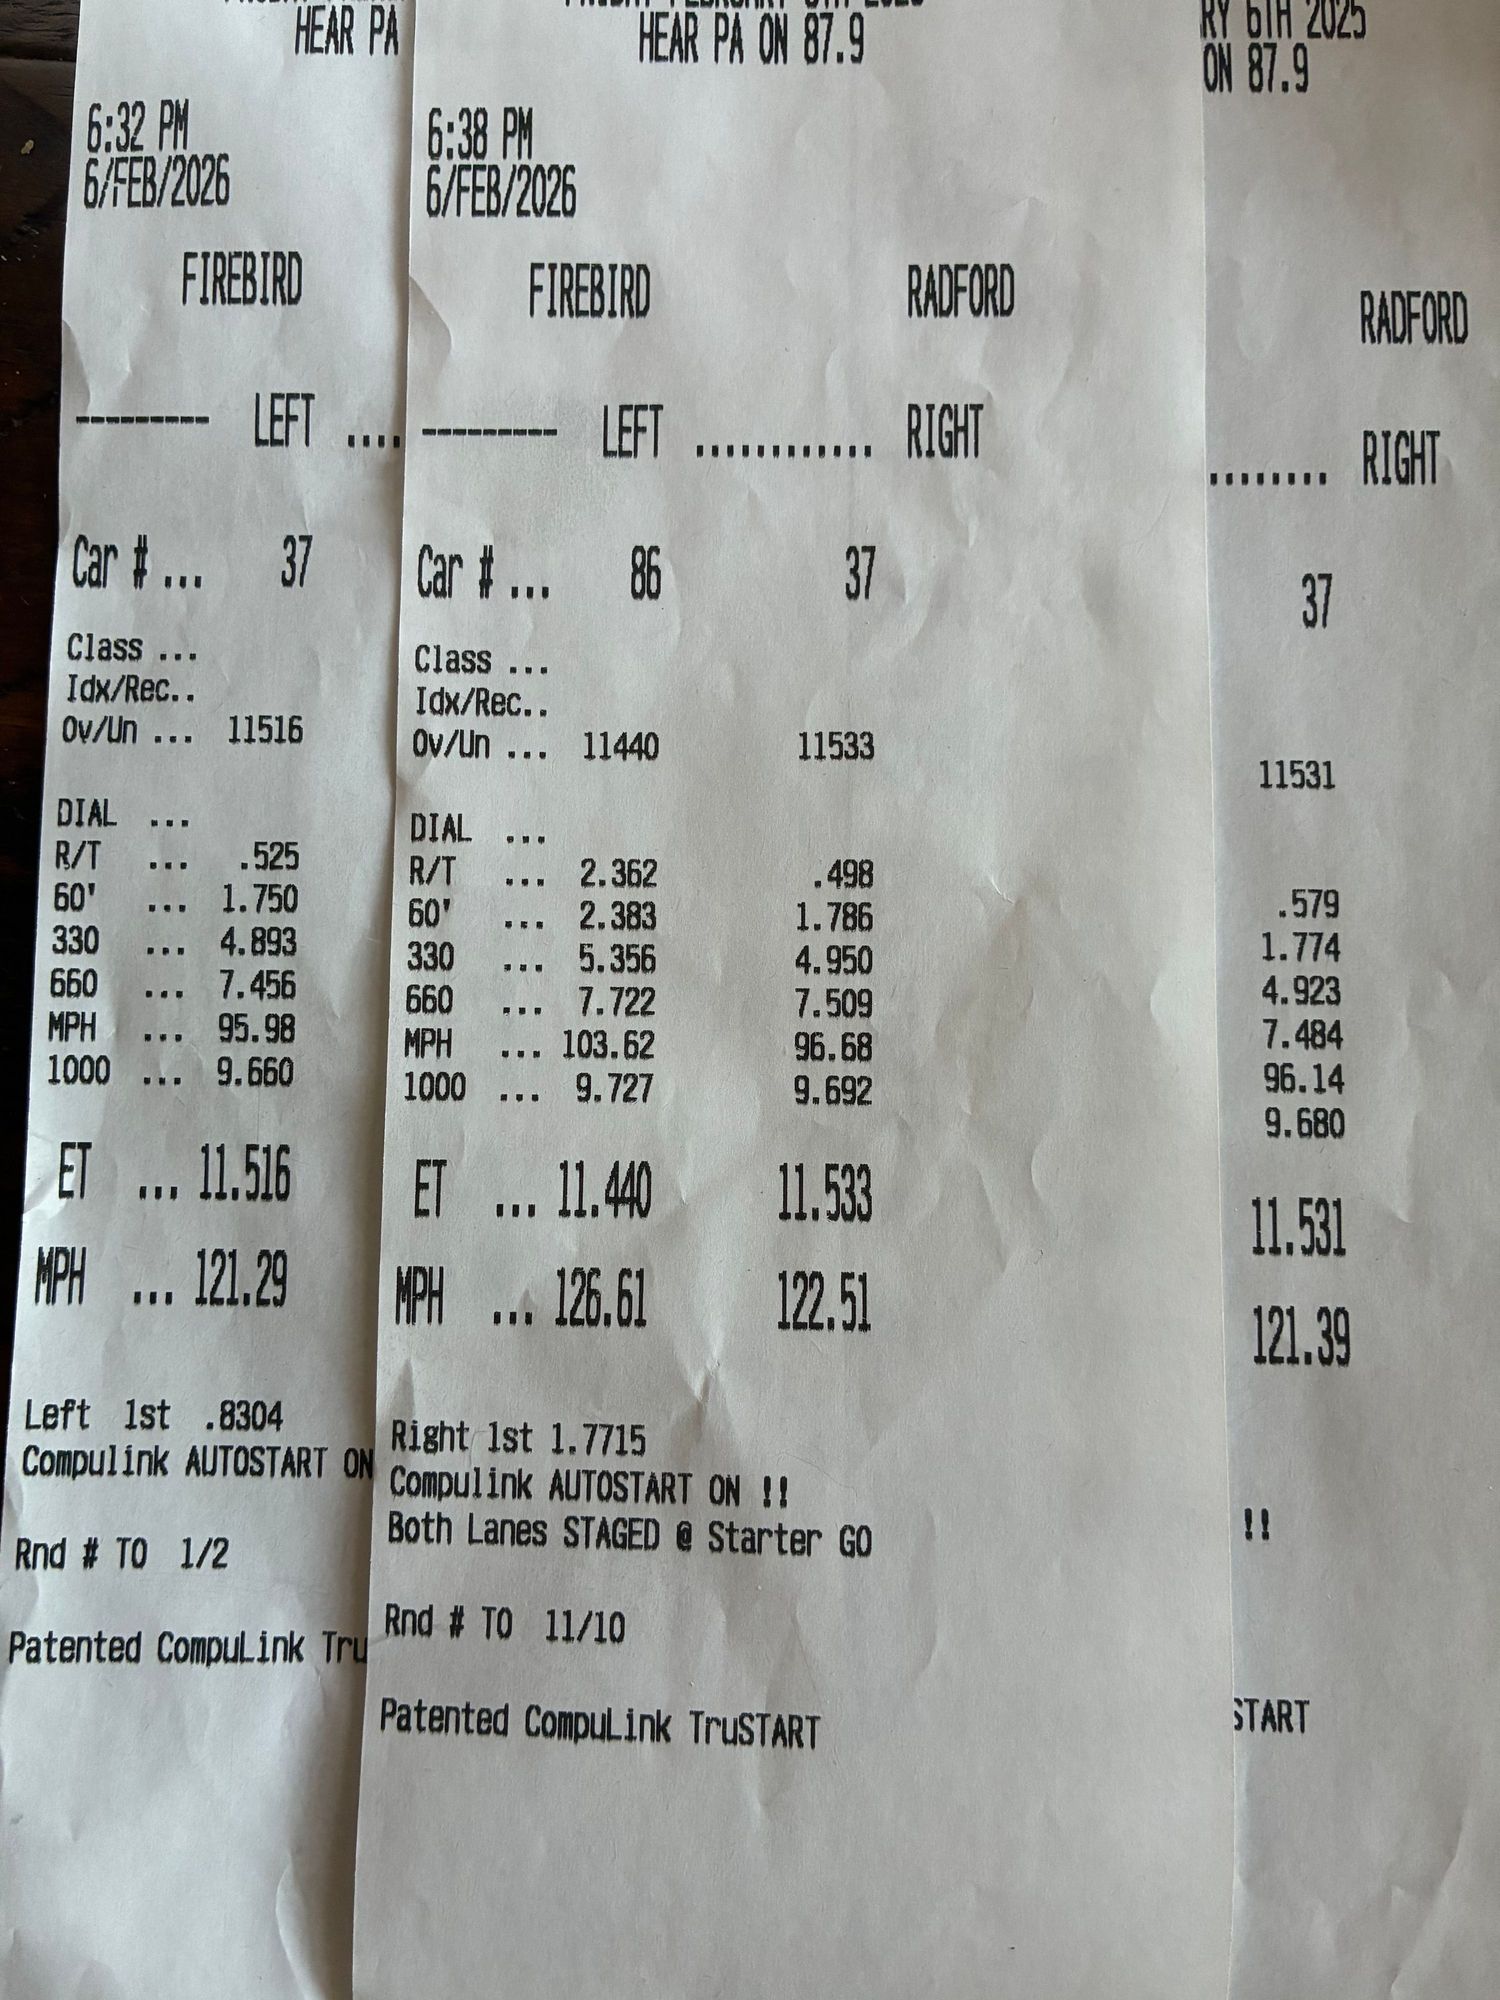 HEAR PA
6:32 PM
6/FEB/2026
FIREBIRD
--------- LEFT ....
Car # ... 37
Class ...
Idx/Rec..
Ov/Un ... 11516
DIAL ...
R/T ... .525
60' ... 1.750
330 ... 4.893
660 ... 7.456
MPH ... 95.98
1000 ... 9.660
ET ... 11.516
MPH ... 121.29
Left 1st .8304
Compulink AUTOSTART ON
Rnd # TO 1/2
Patented CompuLink Tru
HEAR PA ON 87.9
6:38 PM
6/FEB/2026
FIREBIRD RADFORD
--------- LEFT ............ RIGHT
Car # ... 86 37
Class ...
Idx/Rec..
Ov/Un ... 11440 11533
DIAL ...
R/T ... 2.362 .498
60' ... 2.383 1.786
330 ... 5.356 4.950
660 ... 7.722 7.509
MPH ... 103.62 96.68
1000 ... 9.727 9.692
ET ... 11.440 11.533
MPH ... 126.61 122.51
Right 1st 1.7715
Compulink AUTOSTART ON !!
Both Lanes STAGED @ Starter GO
Rnd # TO 11/10
Patented CompuLink TruSTART
RY 6TH 2025
ON 87.9
RADFORD
........ RIGHT
37
11531
.579
1.774
4.923
7.484
96.14
9.680
11.531
121.39
!!
START